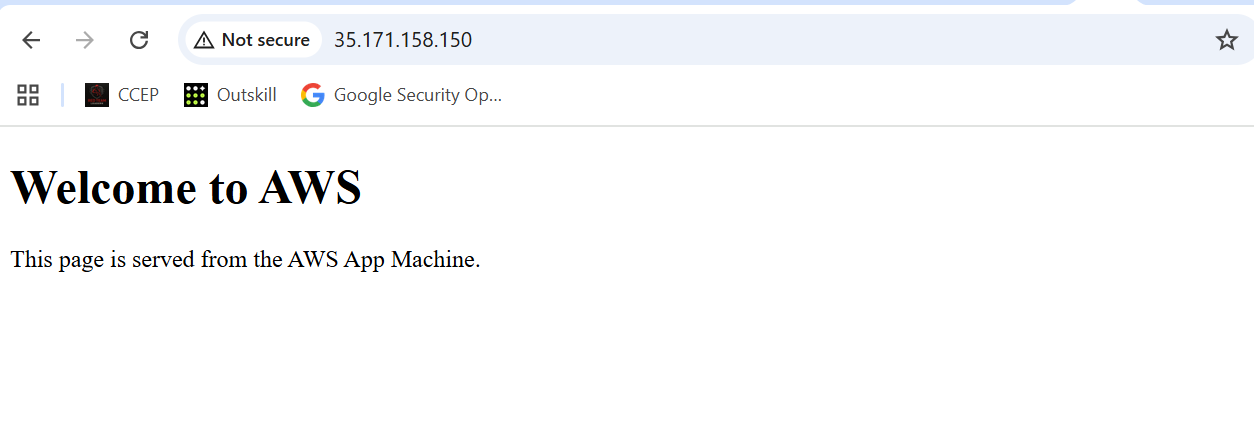 Not secure 35.171.158.150
CCEP Outskill Google Security Op...
Welcome to AWS
This page is served from the AWS App Machine.